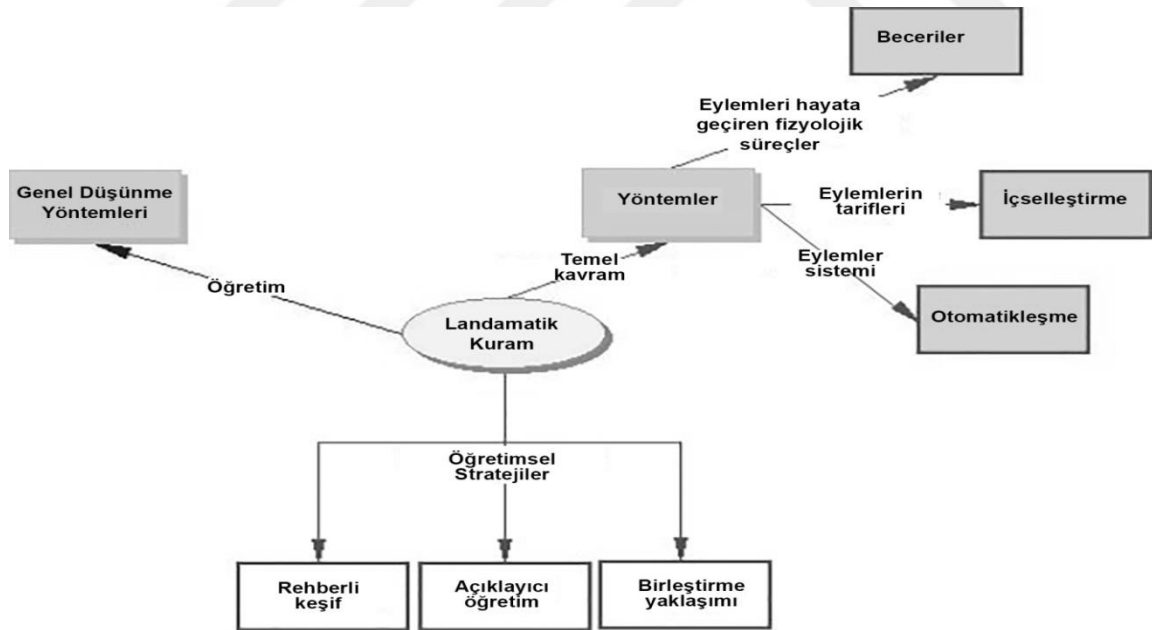 Beceriler
Eylemleri hayata
geçiren fizyolojik
süreçler
Genel Düşünme
Yöntemleri
Yöntemler
Eylemlerin
tarifleri
İçselleştirme
Temel
kavram
Eylemler
sistemi
Öğretim
Otomatikleşme
Landamatik
Kuram
Öğretimsel
Stratejiler
Rehberli
keşif
Açıklayıcı
öğretim
Birleştirme
yaklaşımı